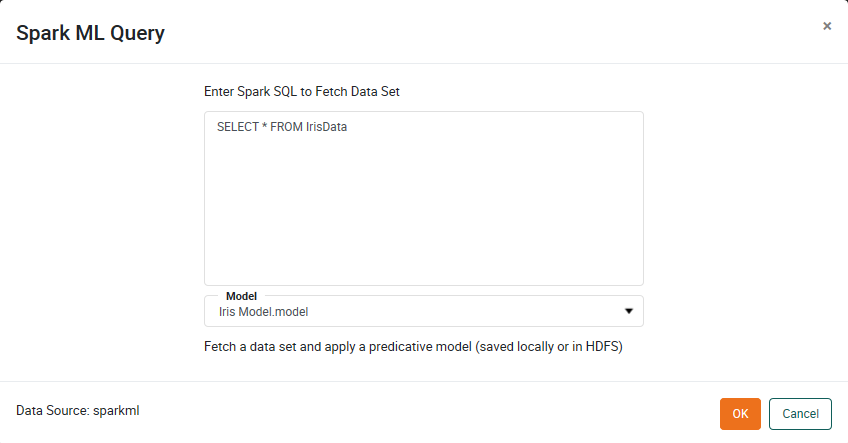 Spark ML Query
×
Enter Spark SQL to Fetch Data Set
SELECT * FROM IrisData
Model
Iris Model.model
Fetch a data set and apply a predicative model (saved locally or in HDFS)
Data Source: sparkml
OK
Cancel